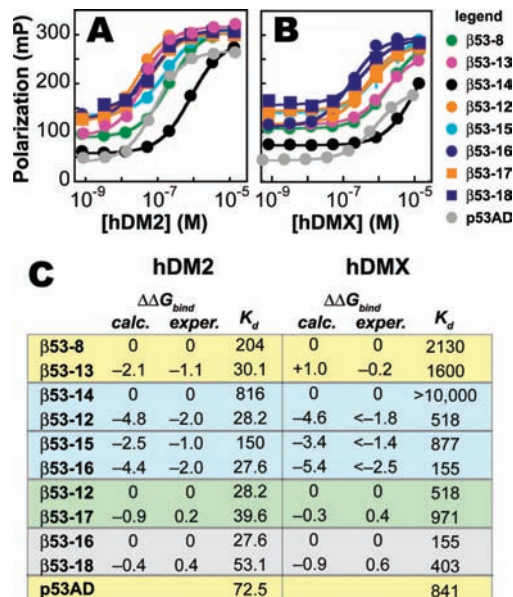 A
B
legend
Polarization (mP)
300
200
100
0
10⁻⁹ 10⁻⁷ 10⁻⁵
[hDM2] (M)
10⁻⁹ 10⁻⁷ 10⁻⁵
[hDMX] (M)
β53-8
β53-13
β53-14
β53-12
β53-15
β53-16
β53-17
β53-18
p53AD
C
hDM2 hDMX
ΔΔG_bind ΔΔG_bind
calc. exper. K_d calc. exper. K_d
β53-8 0 0 204 0 0 2130
β53-13 –2.1 –1.1 30.1 +1.0 –0.2 1600
β53-14 0 0 816 0 0 >10,000
β53-12 –4.8 –2.0 28.2 –4.6 <–1.8 518
β53-15 –2.5 –1.0 150 –3.4 <–1.4 877
β53-16 –4.4 –2.0 27.6 –5.4 <–2.5 155
β53-12 0 0 28.2 0 0 518
β53-17 –0.9 0.2 39.6 –0.3 0.4 971
β53-16 0 0 27.6 0 0 155
β53-18 –0.4 0.4 53.1 –0.9 0.6 403
p53AD 72.5 841